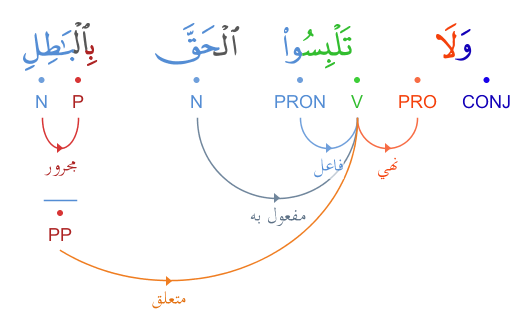 وَلَا تَلْبِسُوا۟ ٱلْحَقَّ بِٱلْبَـٰطِلِ
CONJ PRO V PRON N P N
نهي فاعل مجرور
مفعول به
PP
متعلق